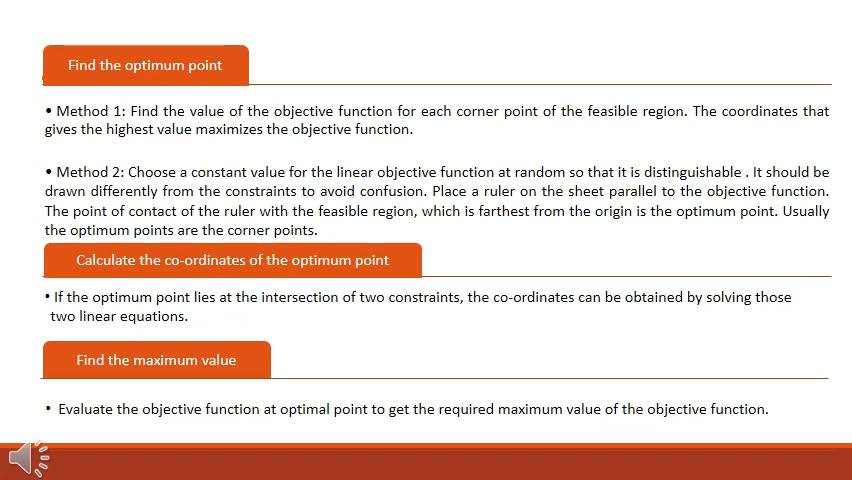 Find the optimum point
• Method 1: Find the value of the objective function for each corner point of the feasible region. The coordinates that
gives the highest value maximizes the objective function.
• Method 2: Choose a constant value for the linear objective function at random so that it is distinguishable . It should be
drawn differently from the constraints to avoid confusion. Place a ruler on the sheet parallel to the objective function.
The point of contact of the ruler with the feasible region, which is farthest from the origin is the optimum point. Usually
the optimum points are the corner points.
Calculate the co-ordinates of the optimum point
• If the optimum point lies at the intersection of two constraints, the co-ordinates can be obtained by solving those
two linear equations.
Find the maximum value
• Evaluate the objective function at optimal point to get the required maximum value of the objective function.